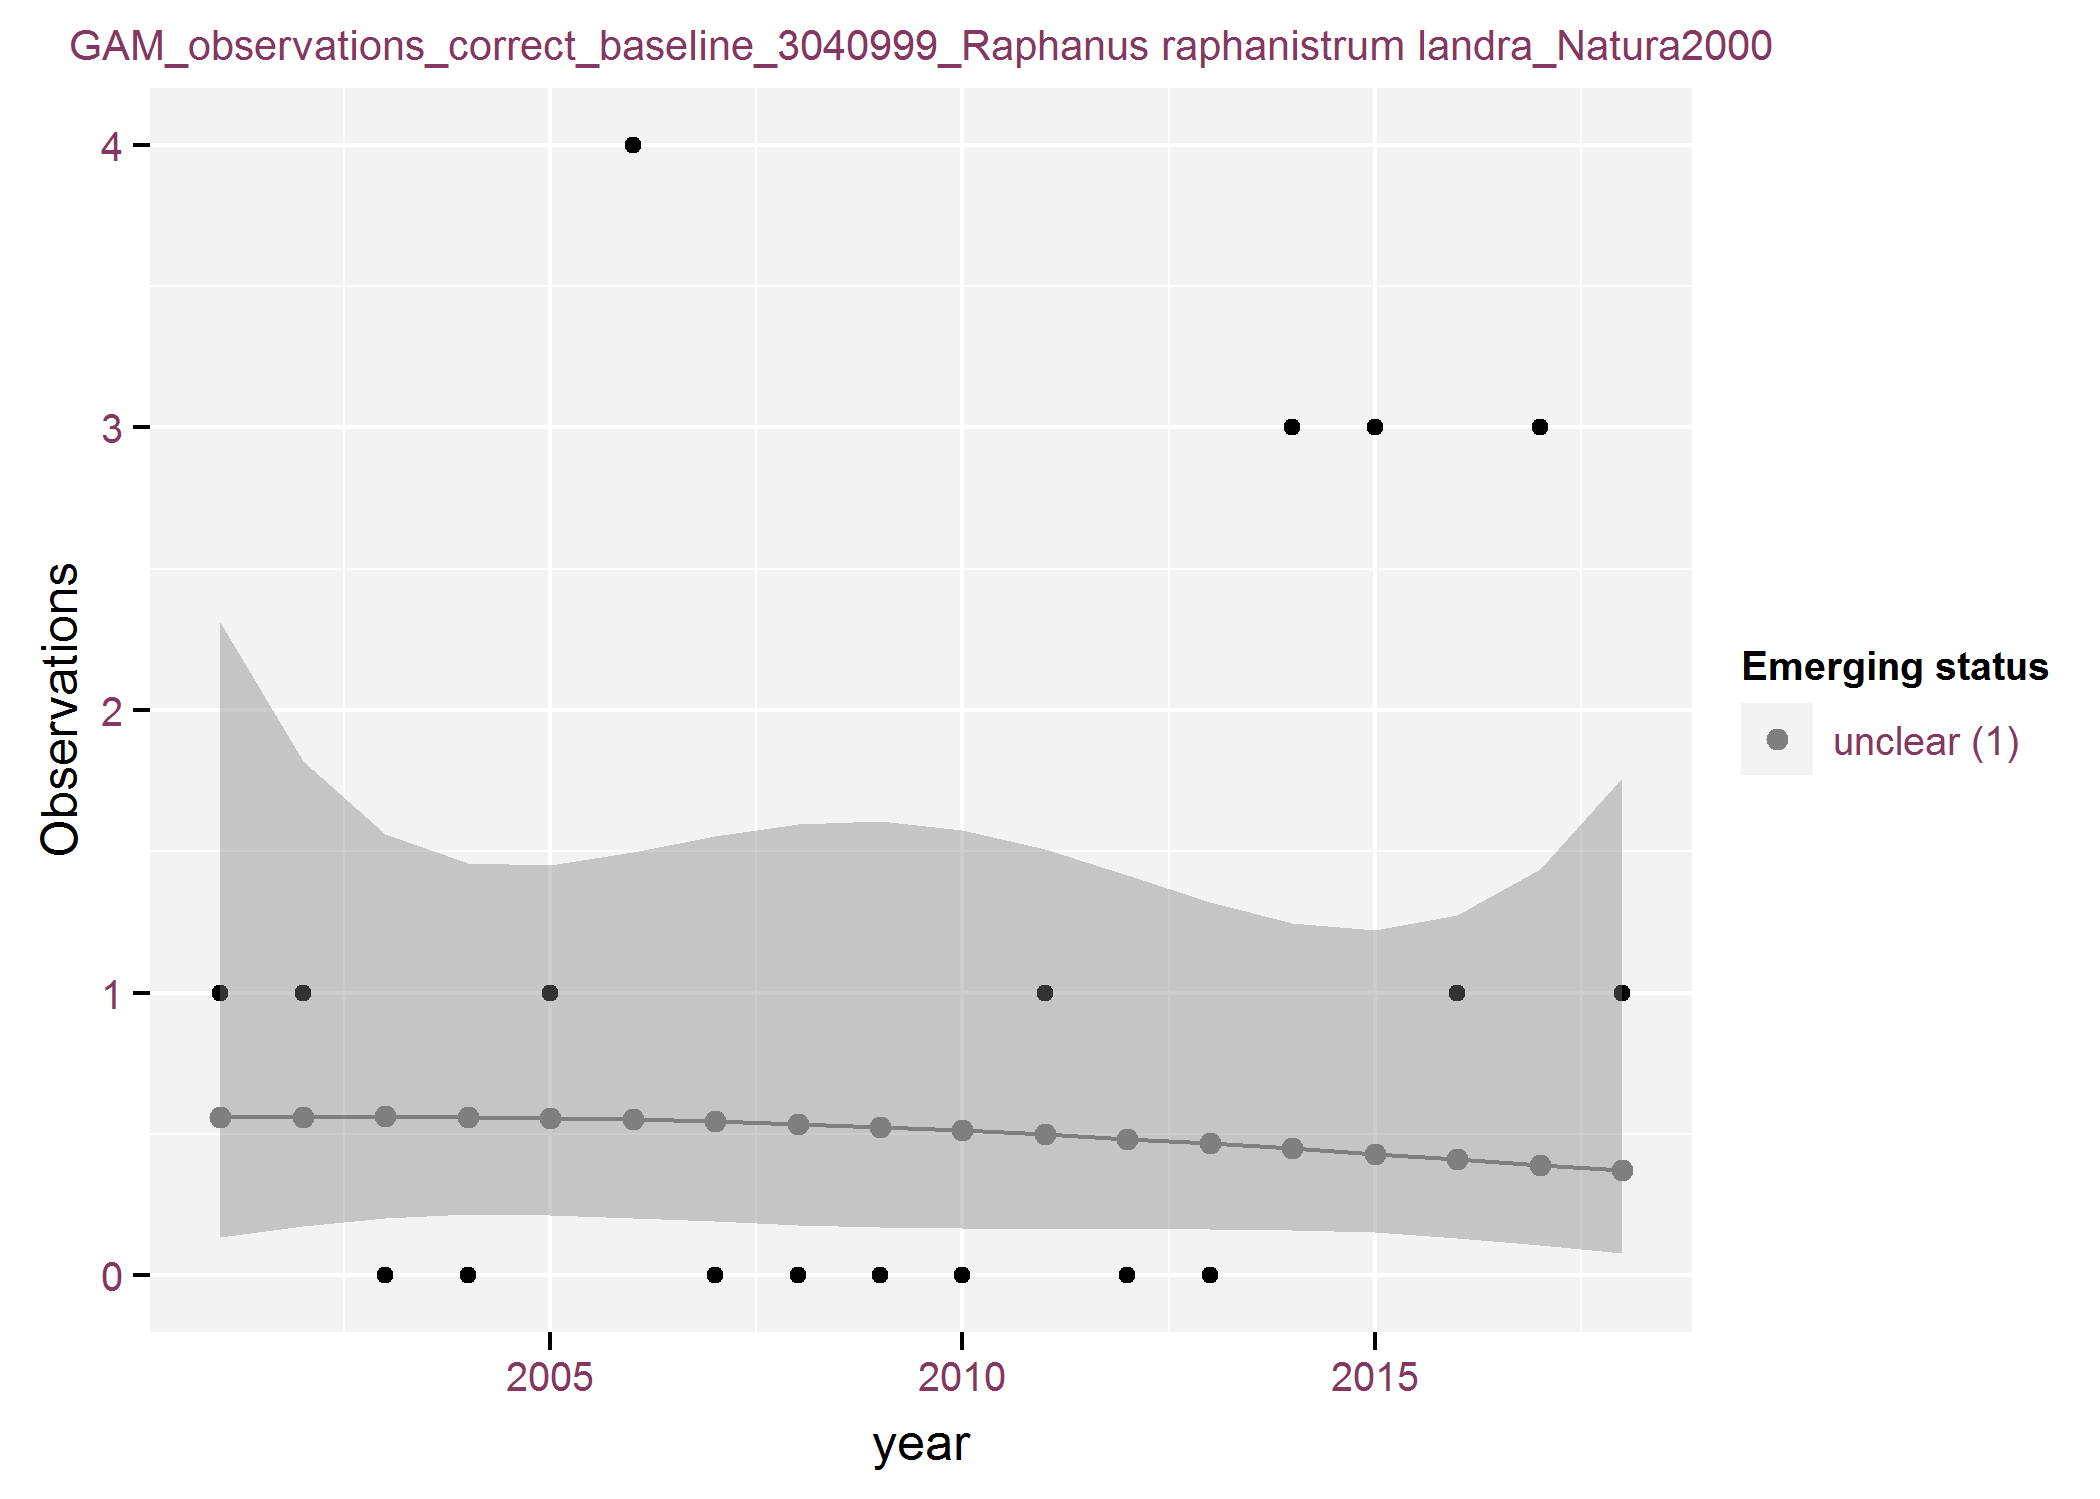 GAM_observations_correct_baseline_3040999_Raphanus raphanistrum landra_Natura2000
4
3
2
1
0
Observations
2005
2010
2015
year
Emerging status
unclear (1)